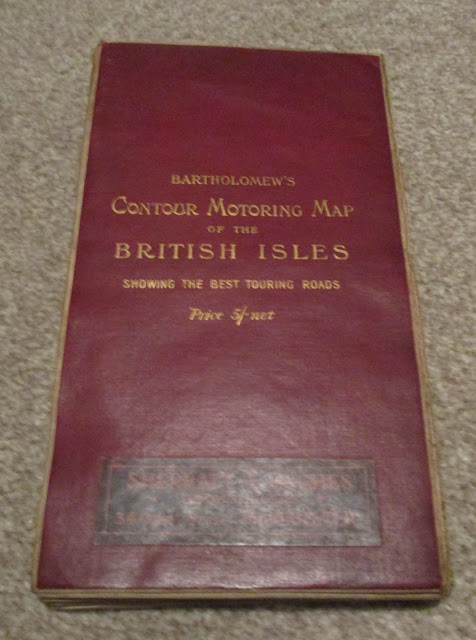 BARTHOLOMEW'S
CONTOUR MOTORING MAP
OF THE
BRITISH ISLES
SHOWING THE BEST TOURING ROADS
Price 5/- net